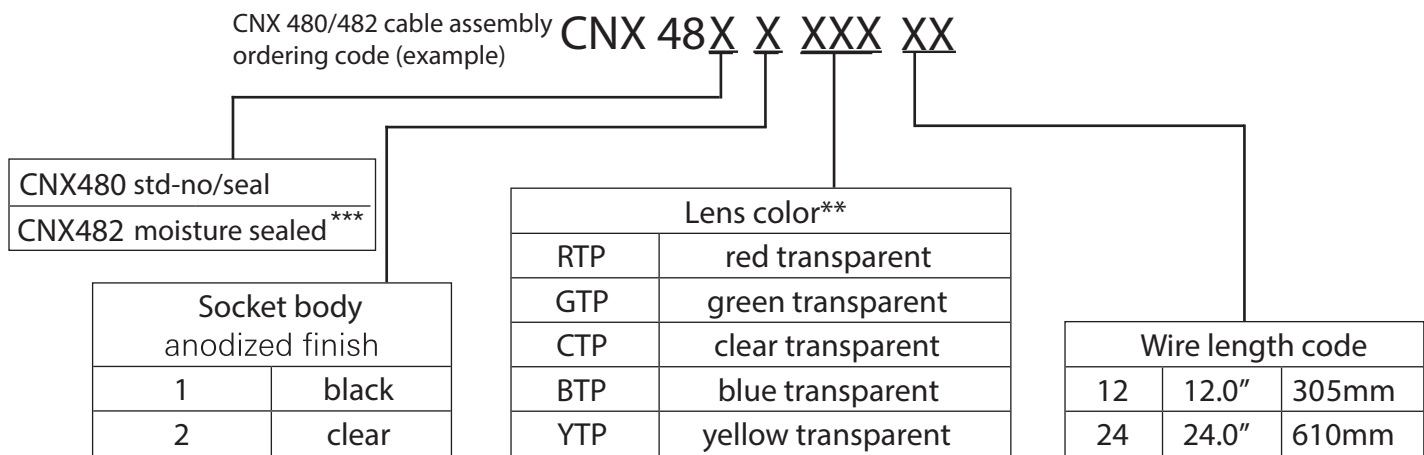 CNX 480/482 cable assembly
ordering code (example)
CNX 48X X XXX XX
CNX480 std-no/seal
CNX482 moisture sealed***
Socket body
anodized finish
1 black
2 clear
Lens color**
RTP red transparent
GTP green transparent
CTP clear transparent
BTP blue transparent
YTP yellow transparent
Wire length code
12 12.0" 305mm
24 24.0" 610mm